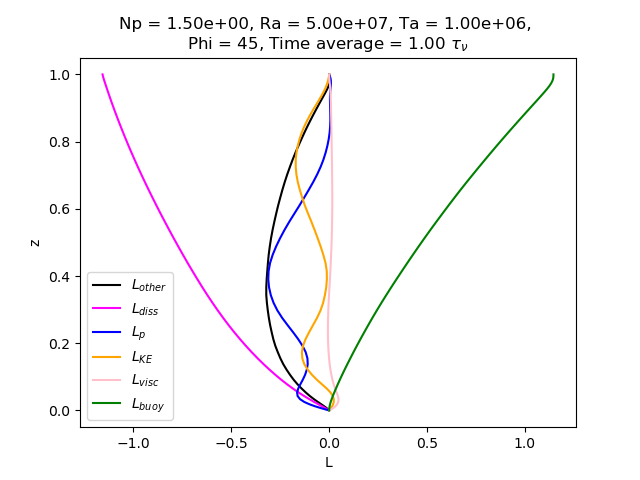 Np = 1.50e+00, Ra = 5.00e+07, Ta = 1.00e+06,
Phi = 45, Time average = 1.00 τ_ν
1.0
0.8
0.6
0.4
0.2
0.0
z
L_other
L_diss
L_p
L_KE
L_visc
L_buoy
−1.0 −0.5 0.0 0.5 1.0
L